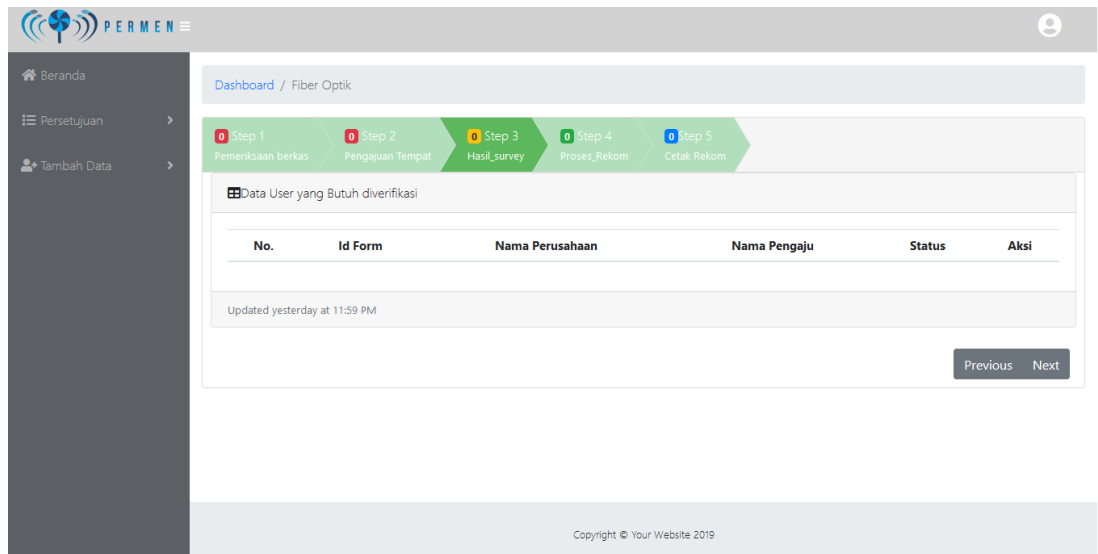 PERMEN
Beranda
Persetujuan
Tambah Data
Dashboard / Fiber Optik
0 Step 1
Pemeriksaan berkas
0 Step 2
Pengajuan Tempat
0 Step 3
Hasil_survey
0 Step 4
Proses_Rekom
0 Step 5
Cetak Rekom
Data User yang Butuh diverifikasi
No. Id Form Nama Perusahaan Nama Pengaju Status Aksi
Updated yesterday at 11:59 PM
Previous Next
Copyright © Your Website 2019